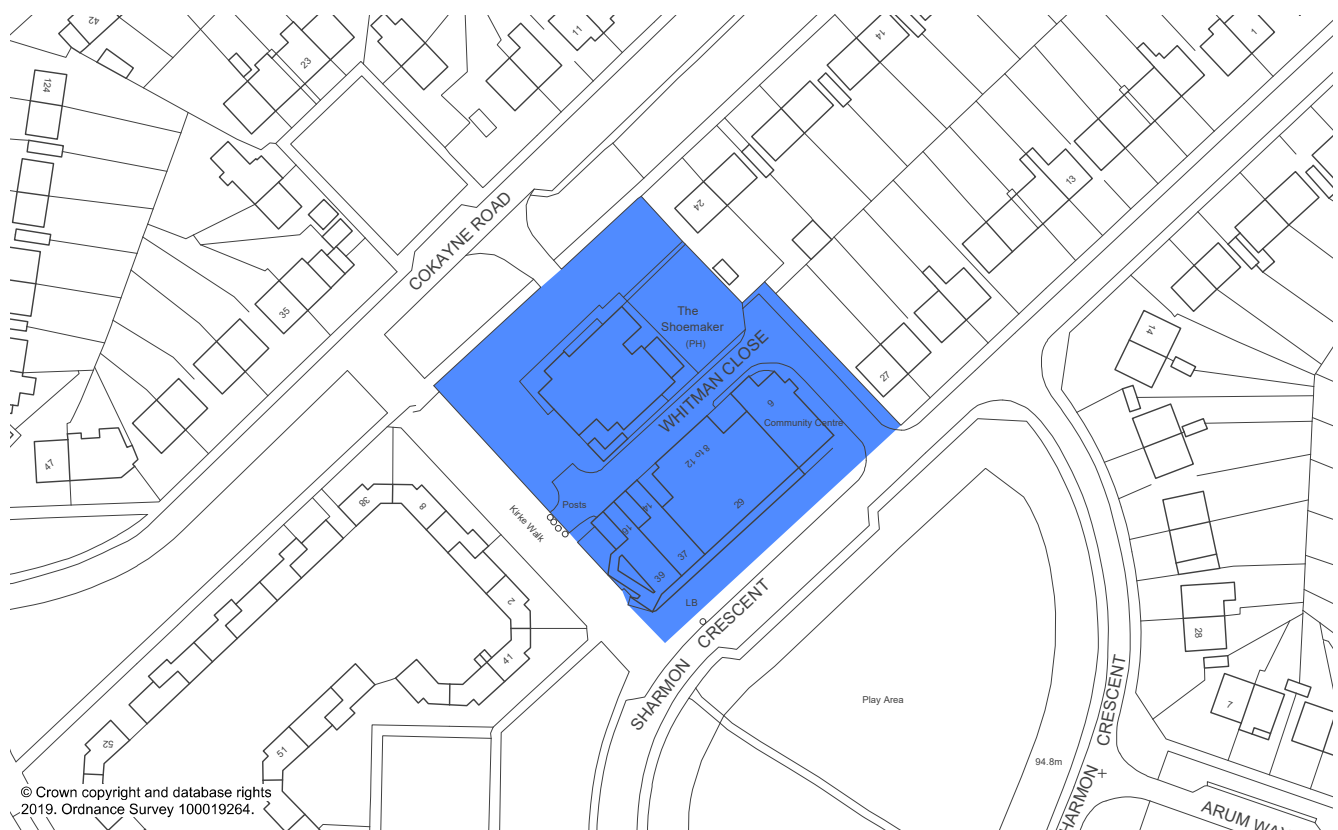 42
11
14
1
23
124
COKAYNE ROAD
24
13
35
The
Shoemaker
(PH)
WHITMAN CLOSE
27
14
9
Community Centre
8 to 12
47
38
8
Posts
Kirke Walk
14
16
29
37
39
LB
2
41
SHARMON CRESCENT
28
Play Area
7
SHARMON CRESCENT
52
51
94.8m
ARUM WAY
© Crown copyright and database rights
2019. Ordnance Survey 100019264.